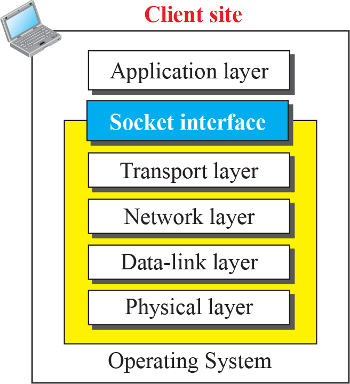 Client site
Application layer
Socket interface
Transport layer
Network layer
Data-link layer
Physical layer
Operating System